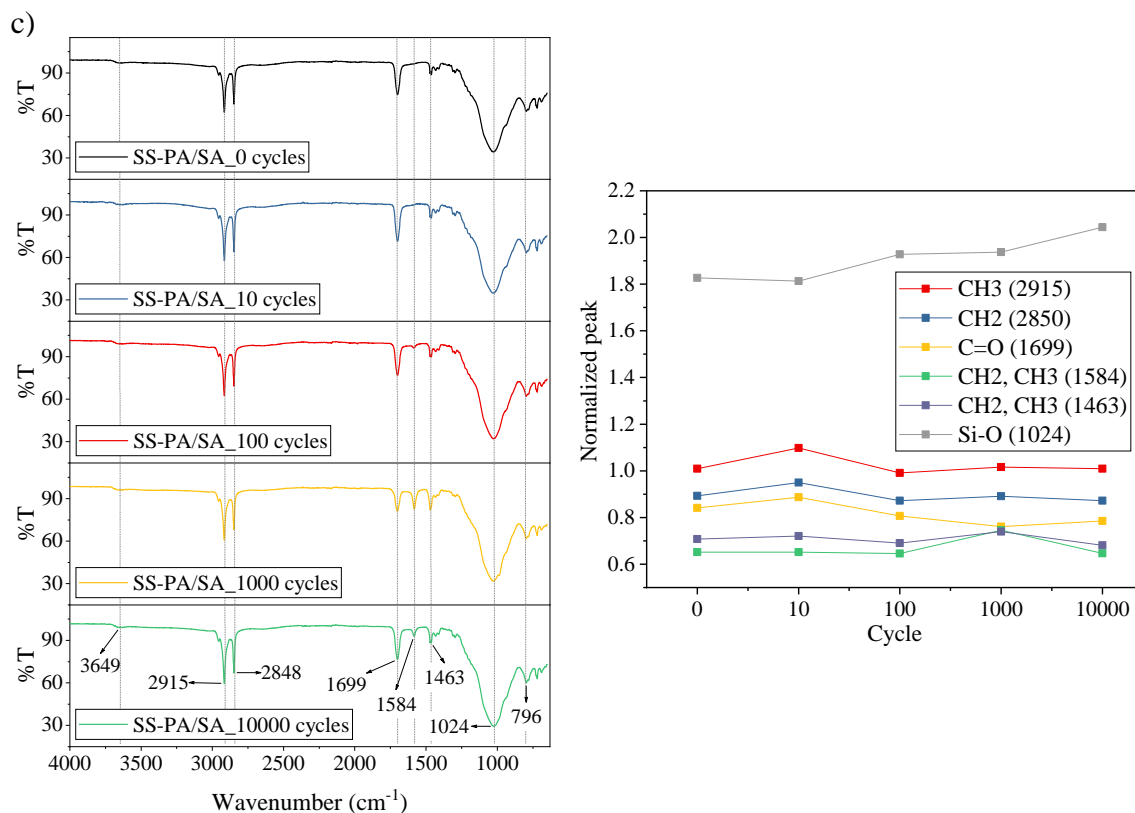 c)
%T
90
60
30
SS-PA/SA_0 cycles
%T
90
60
30
SS-PA/SA_10 cycles
%T
90
60
30
SS-PA/SA_100 cycles
%T
90
60
30
SS-PA/SA_1000 cycles
%T
90
60
30
3649
2915
2848
1699
1584
1463
1024
796
SS-PA/SA_10000 cycles
4000 3500 3000 2500 2000 1500 1000
Wavenumber (cm⁻¹)
Normalized peak
2.2
2.0
1.8
1.6
1.4
1.2
1.0
0.8
0.6
CH3 (2915)
CH2 (2850)
C=O (1699)
CH2, CH3 (1584)
CH2, CH3 (1463)
Si-O (1024)
0 10 100 1000 10000
Cycle